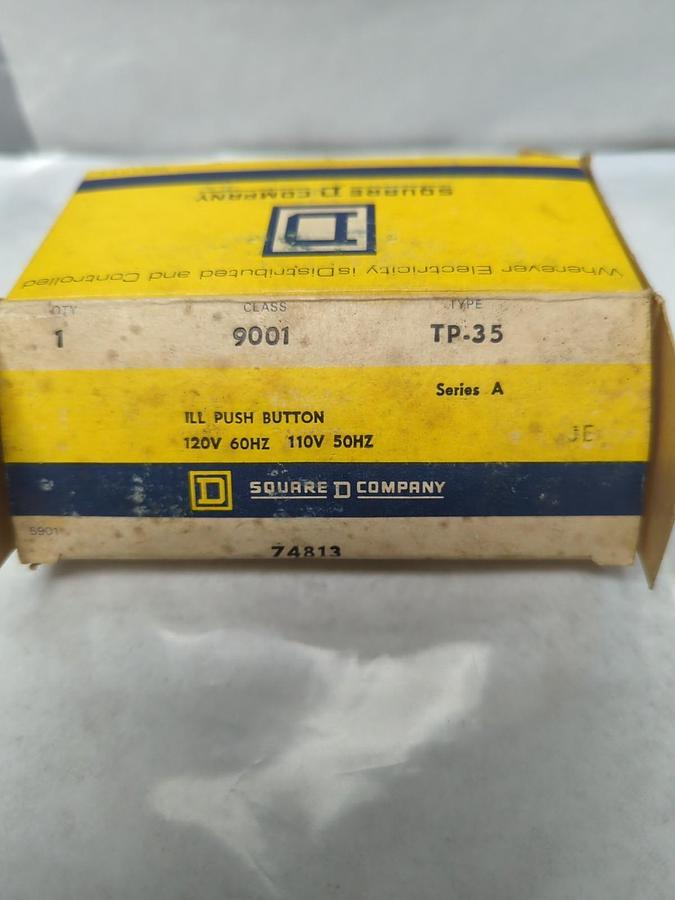 Wherever Electricity is Distributed and Controlled
D
SQUARE D COMPANY
QTY CLASS TYPE
1 9001 TP-35
Series A
ILL PUSH BUTTON
120V 60HZ 110V 50HZ
JE
D SQUARE D COMPANY
5901
74813